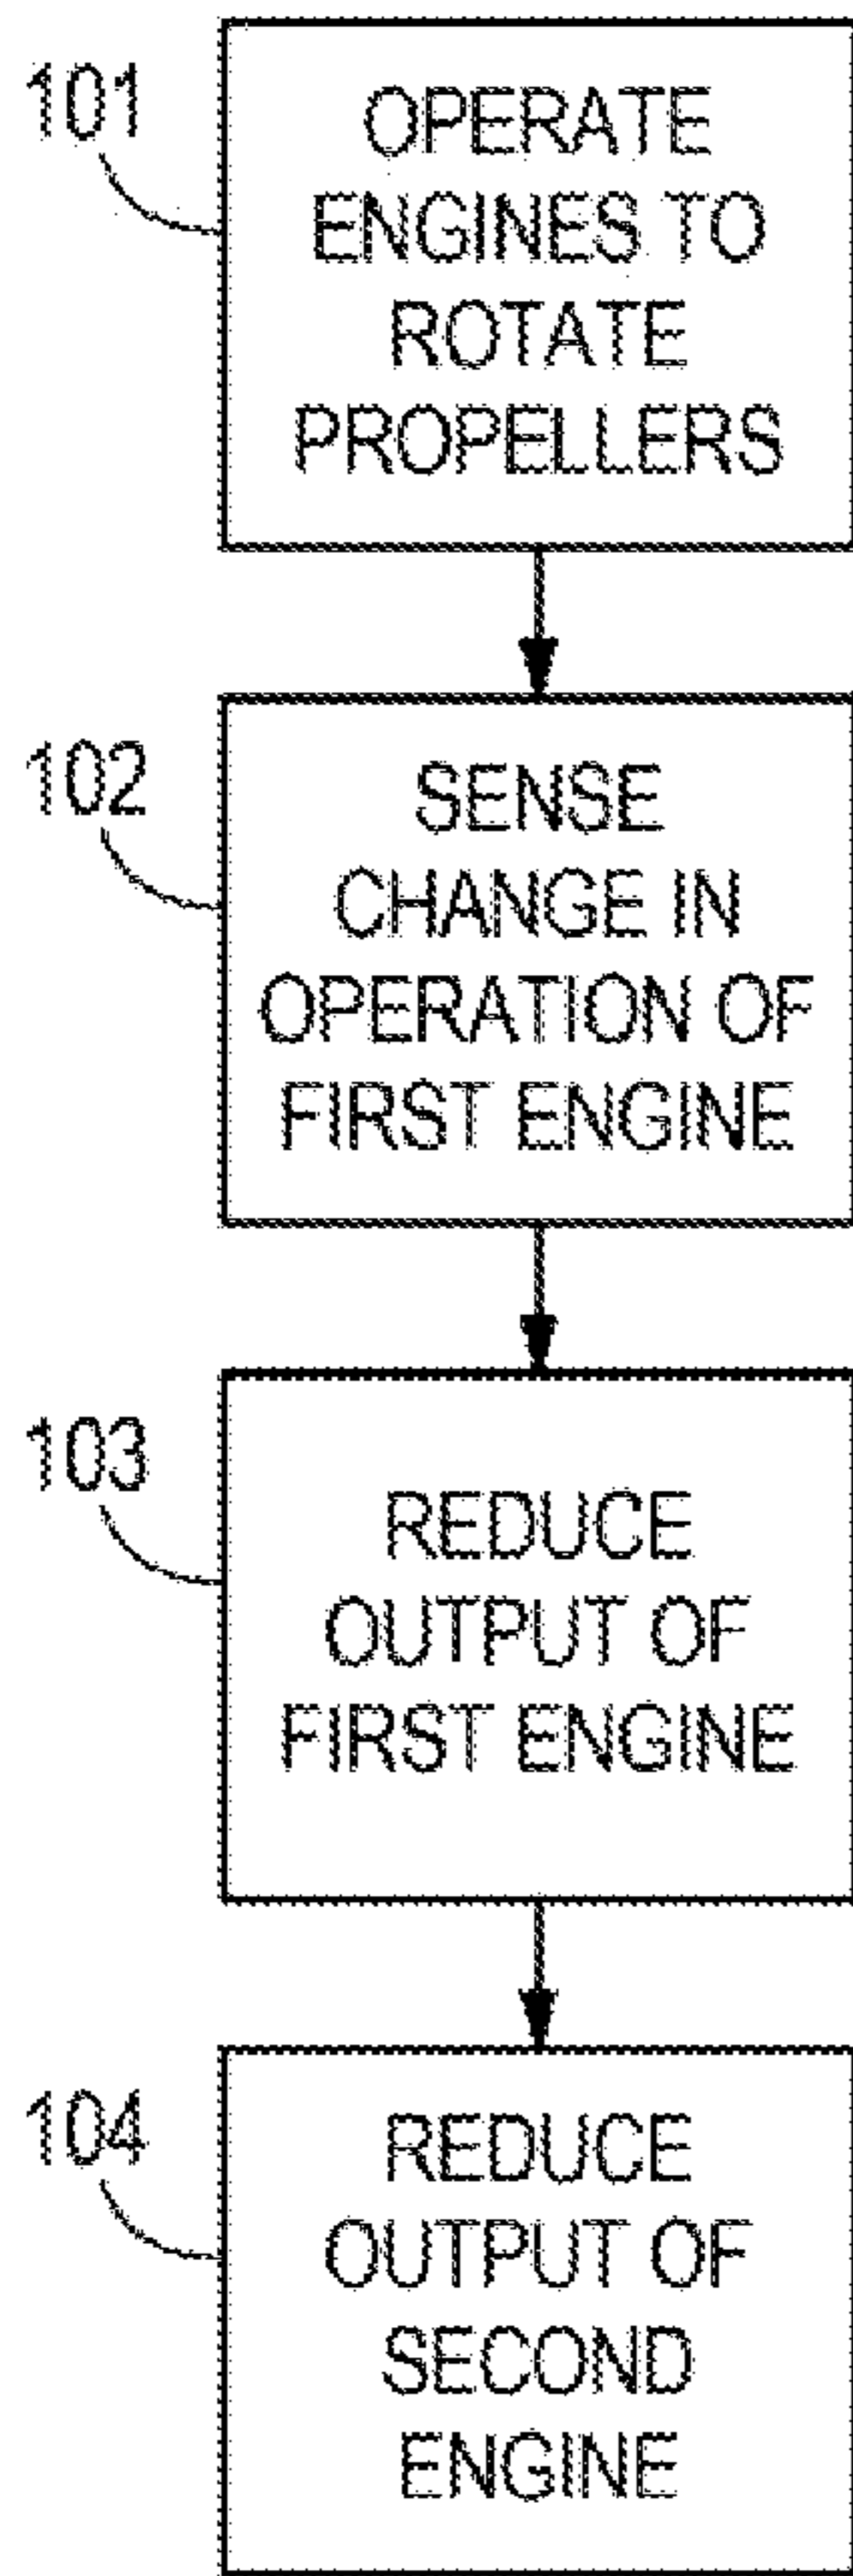 101
OPERATE
ENGINES TO
ROTATE
PROPELLERS
102
SENSE
CHANGE IN
OPERATION OF
FIRST ENGINE
103
REDUCE
OUTPUT OF
FIRST ENGINE
104
REDUCE
OUTPUT OF
SECOND
ENGINE